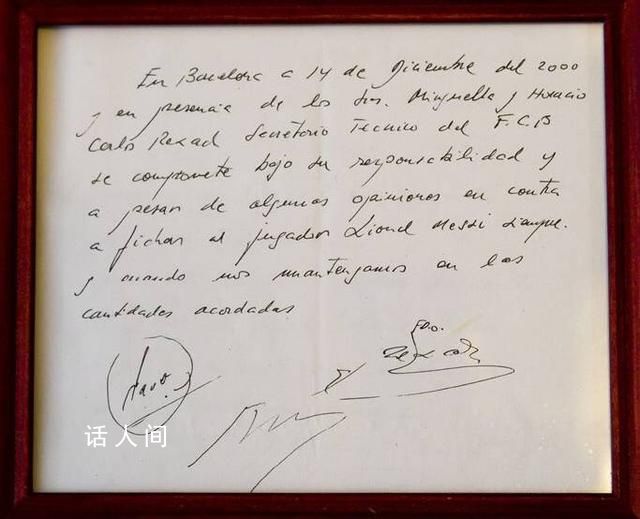 En Barcelona a 14 de Diciembre del 2000
y en presencia de los Sres. Minguella y Horacio
Carlos Rexach Secretario Tecnico del F.C.B
se compromete bajo su responsabilidad y
a pesar de algunas opiniones en contra
a fichar al jugador Lionel Messi siempre
y cuando nos mantengamos en las
cantidades acordadas
Fdo.
话人间